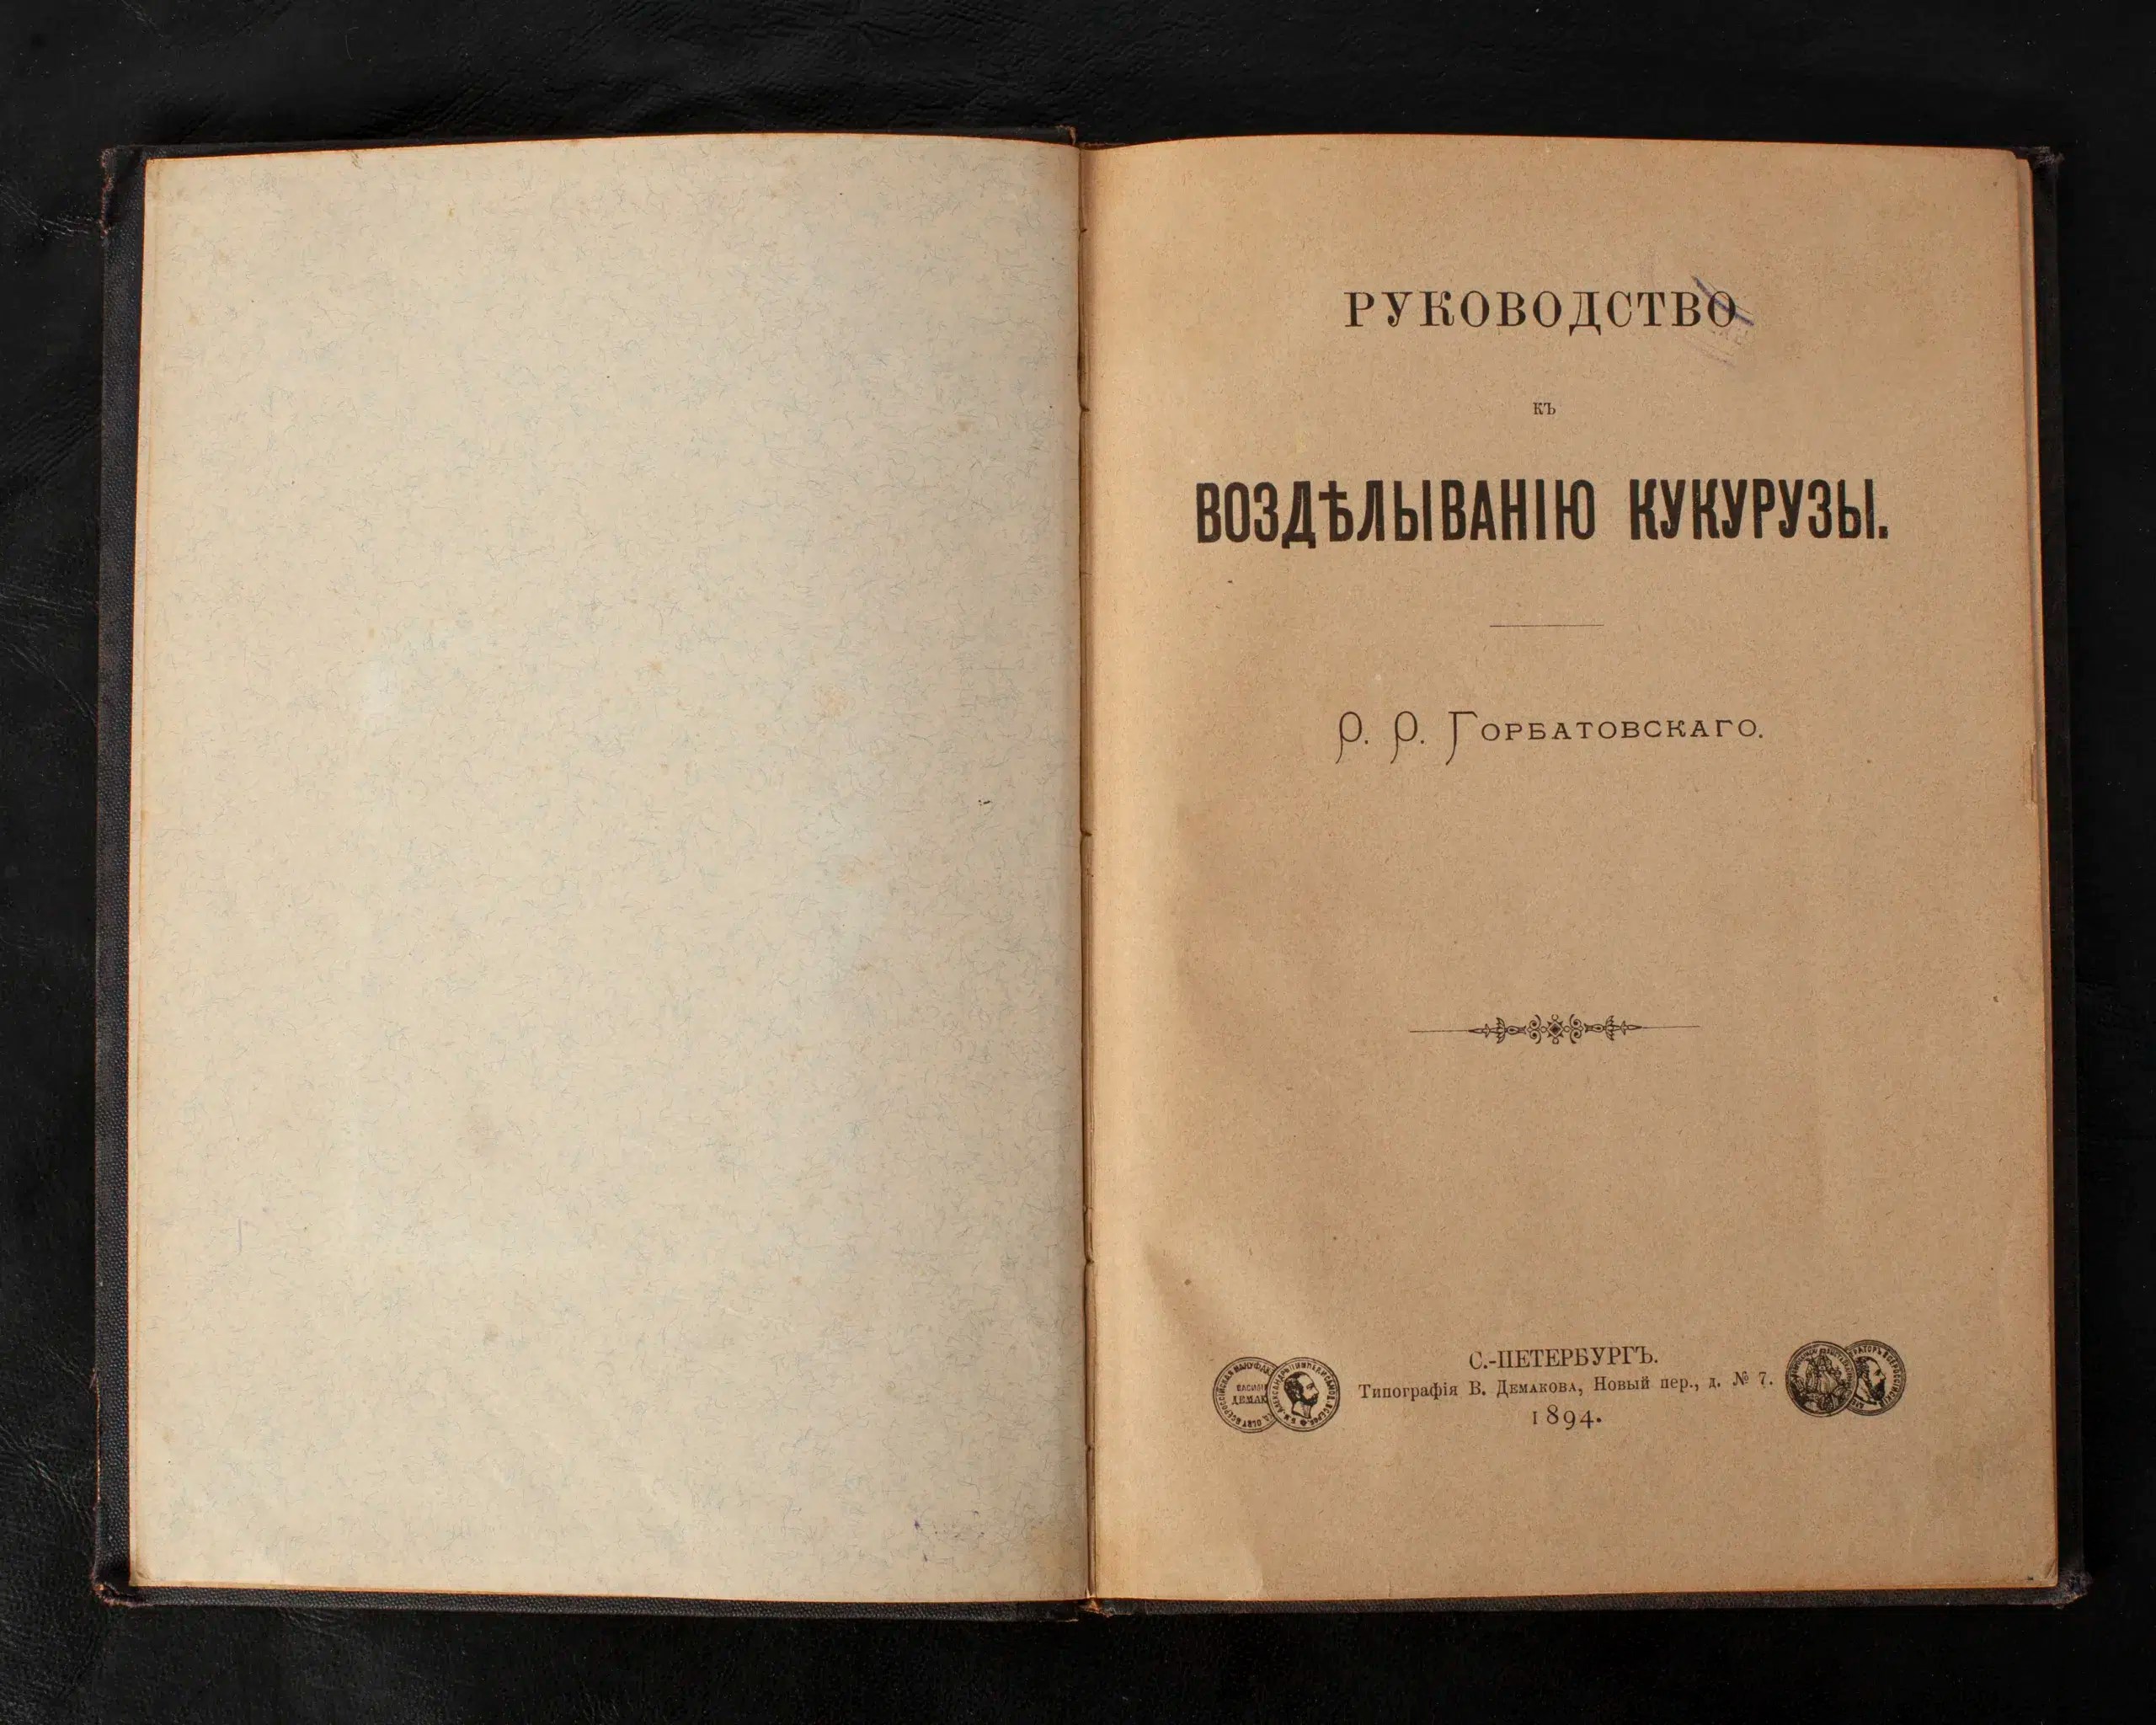 РУКОВОДСТВО
къ
ВОЗДѢЛЫВАНІЮ КУКУРУЗЫ.
Р. Р. Горбатовскаго.
С.-ПЕТЕРБУРГЪ.
Типографія В. Демакова, Новый пер., д. № 7.
1894.